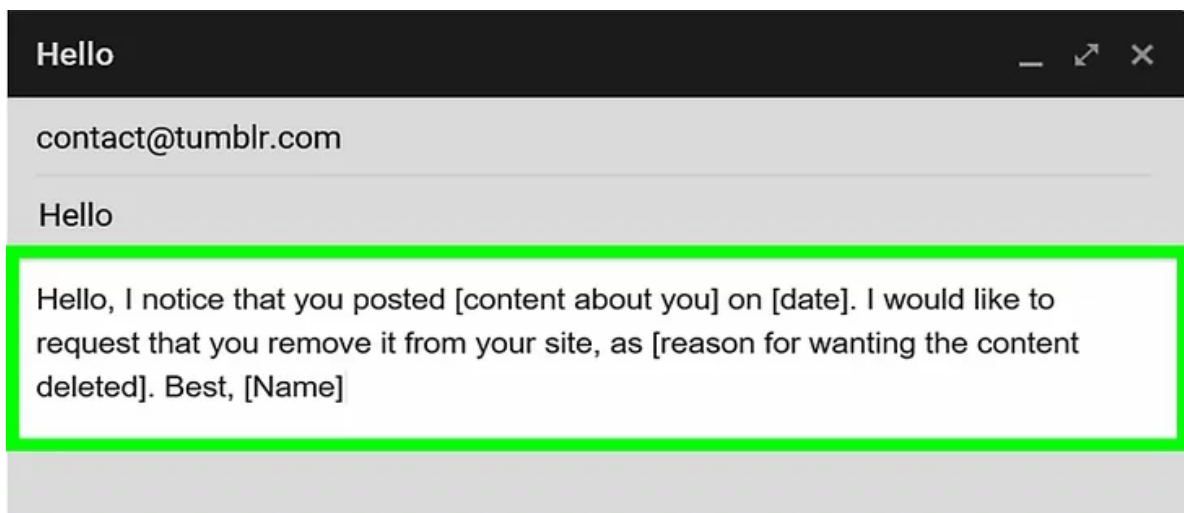 Hello
contact@tumblr.com
Hello
Hello, I notice that you posted [content about you] on [date]. I would like to
request that you remove it from your site, as [reason for wanting the content
deleted]. Best, [Name]